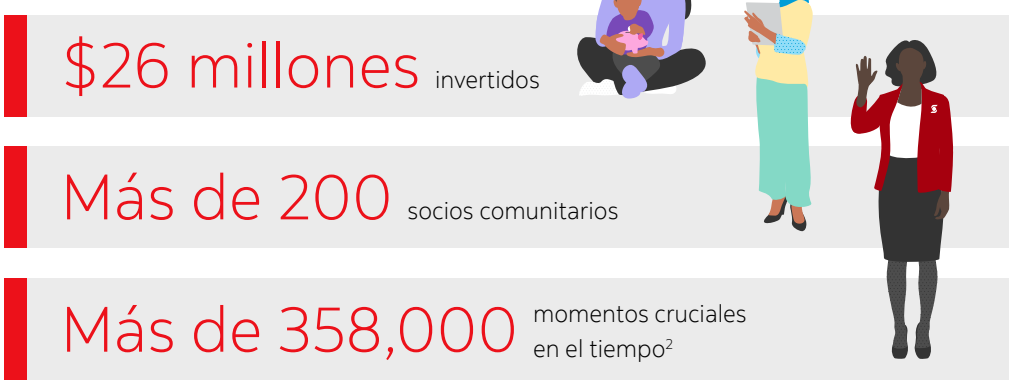 $26 millones invertidos
Más de 200 socios comunitarios
Más de 358,000 momentos cruciales
en el tiempo²